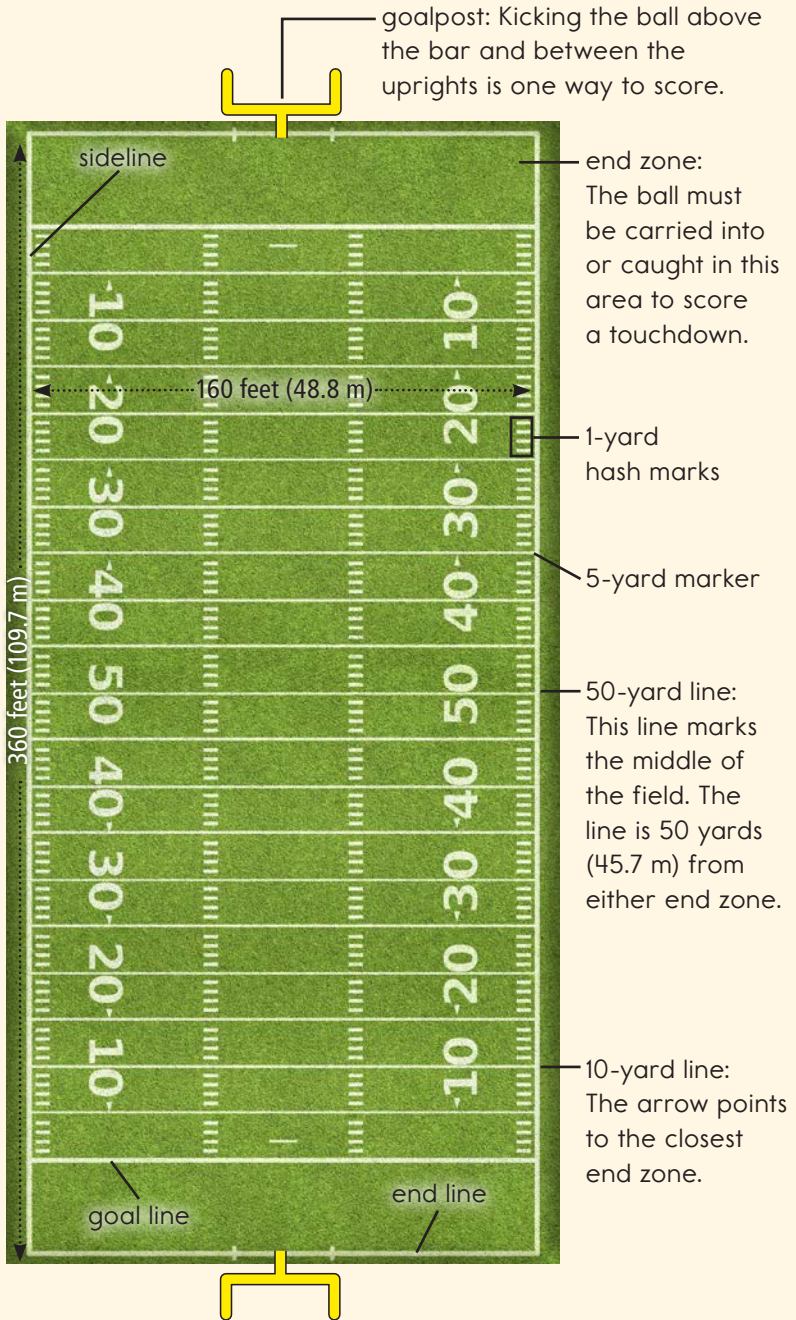 goalpost: Kicking the ball above
the bar and between the
uprights is one way to score.
sideline
end zone:
The ball must
be carried into
or caught in this
area to score
a touchdown.
10 10
160 feet (48.8 m)
20 20
1-yard
hash marks
30 30
5-yard marker
40 40
360 feet (109.7 m)
50 50
50-yard line:
This line marks
the middle of
the field. The
line is 50 yards
(45.7 m) from
either end zone.
40 40
30 30
20 20
10 10
10-yard line:
The arrow points
to the closest
end zone.
goal line
end line